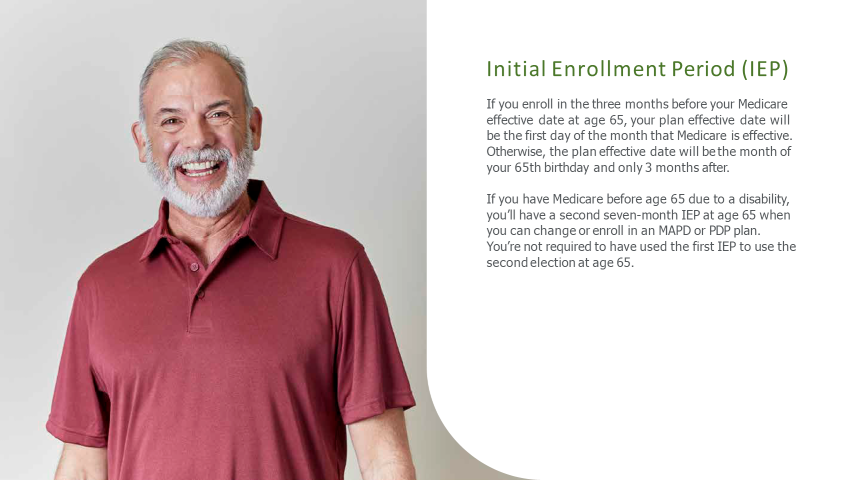 Initial Enrollment Period (IEP)
If you enroll in the three months before your Medicare
effective date at age 65, your plan effective date will
be the first day of the month that Medicare is effective.
Otherwise, the plan effective date will be the month of
your 65th birthday and only 3 months after.
If you have Medicare before age 65 due to a disability,
you'll have a second seven-month IEP at age 65 when
you can change or enroll in an MAPD or PDP plan.
You're not required to have used the first IEP to use the
second election at age 65.